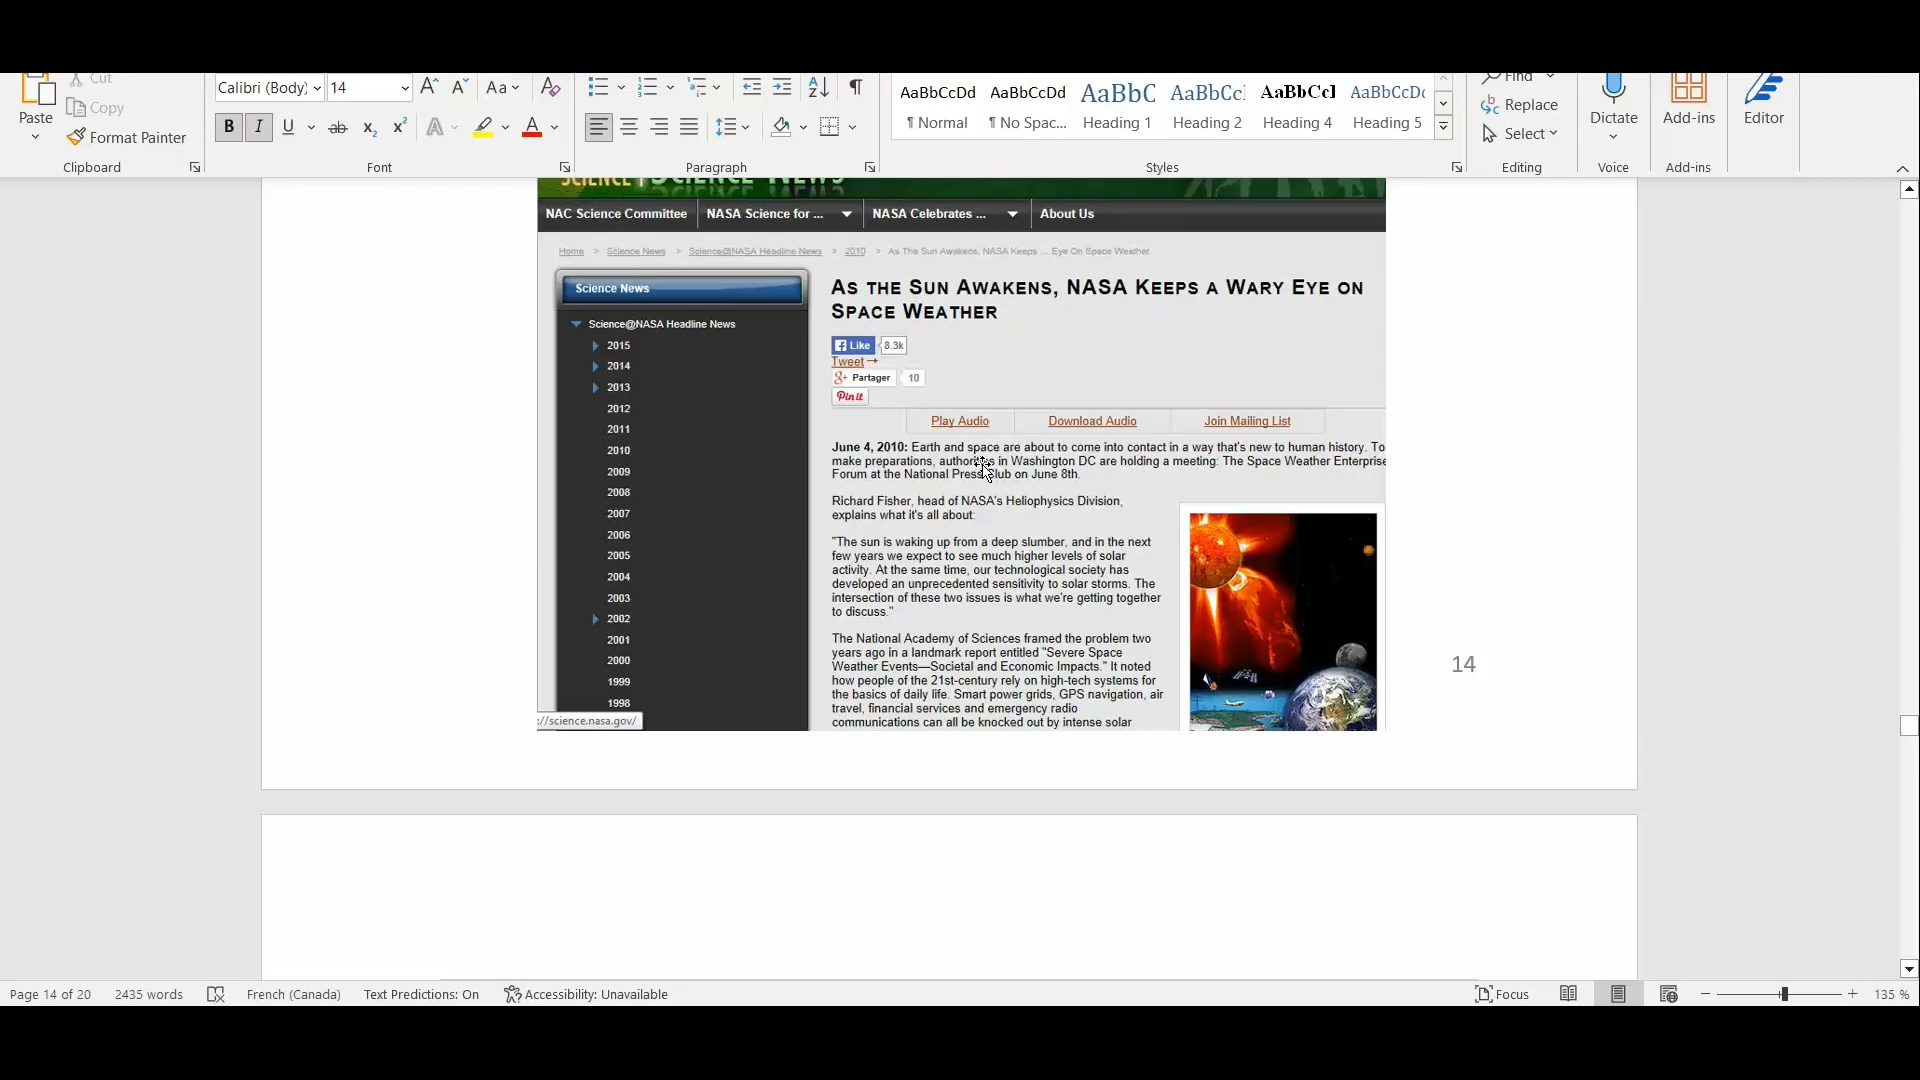 Cut
Copy
Paste
Format Painter
Clipboard
Calibri (Body)
14
Aa
B I U ab x₂ x² A A
Font
Paragraph
AaBbCcDd AaBbCcDd AaBbC AaBbCc AaBbCcI AaBbCcDc
¶ Normal ¶ No Spac... Heading 1 Heading 2 Heading 4 Heading 5
Styles
Find
Replace
Select
Editing
Dictate
Voice
Add-ins
Add-ins
Editor
SCIENCE | SCIENCE NEWS
NAC Science Committee NASA Science for ... NASA Celebrates ... About Us
Home > Science News > Science@NASA Headline News > 2010 > As The Sun Awakens, NASA Keeps ... Eye On Space Weather
Science News
Science@NASA Headline News
2015
2014
2013
2012
2011
2010
2009
2008
2007
2006
2005
2004
2003
2002
2001
2000
1999
1998
://science.nasa.gov/
As the Sun Awakens, NASA Keeps a Wary Eye on
Space Weather
Like 8.3k
Tweet →
g+ Partager 10
Pin it
Play Audio Download Audio Join Mailing List
June 4, 2010: Earth and space are about to come into contact in a way that's new to human history. To
make preparations, authorities in Washington DC are holding a meeting: The Space Weather Enterprise
Forum at the National Press Club on June 8th.
Richard Fisher, head of NASA's Heliophysics Division,
explains what it's all about:
"The sun is waking up from a deep slumber, and in the next
few years we expect to see much higher levels of solar
activity. At the same time, our technological society has
developed an unprecedented sensitivity to solar storms. The
intersection of these two issues is what we're getting together
to discuss."
The National Academy of Sciences framed the problem two
years ago in a landmark report entitled "Severe Space
Weather Events—Societal and Economic Impacts." It noted
how people of the 21st-century rely on high-tech systems for
the basics of daily life. Smart power grids, GPS navigation, air
travel, financial services and emergency radio
communications can all be knocked out by intense solar
14
Page 14 of 20 2435 words French (Canada) Text Predictions: On Accessibility: Unavailable Focus 135 %